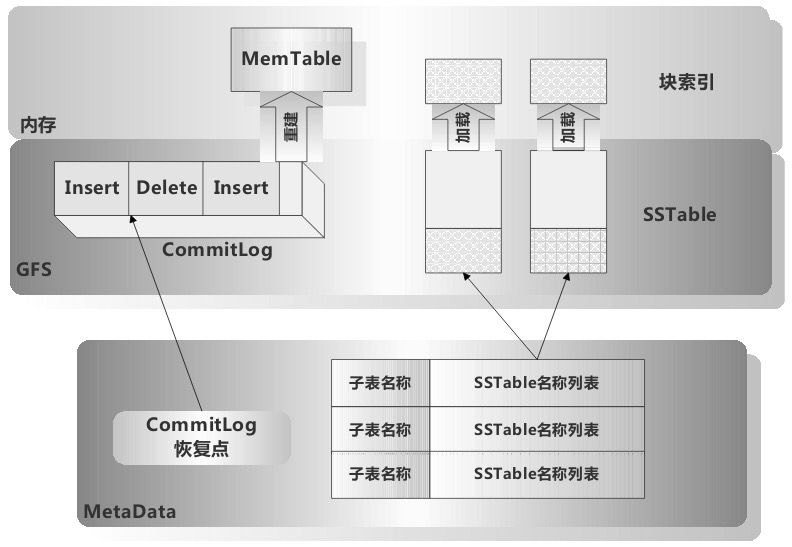 MemTable
块索引
内存
重建
加载
加载
Insert
Delete
Insert
SSTable
CommitLog
GFS
子表名称
SSTable名称列表
子表名称
SSTable名称列表
子表名称
SSTable名称列表
CommitLog
恢复点
MetaData